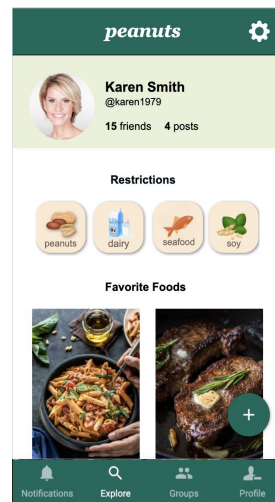 peanuts
Karen Smith
@karen1979
15 friends 4 posts
Restrictions
peanuts dairy seafood soy
Favorite Foods
+
Notifications Explore Groups Profile